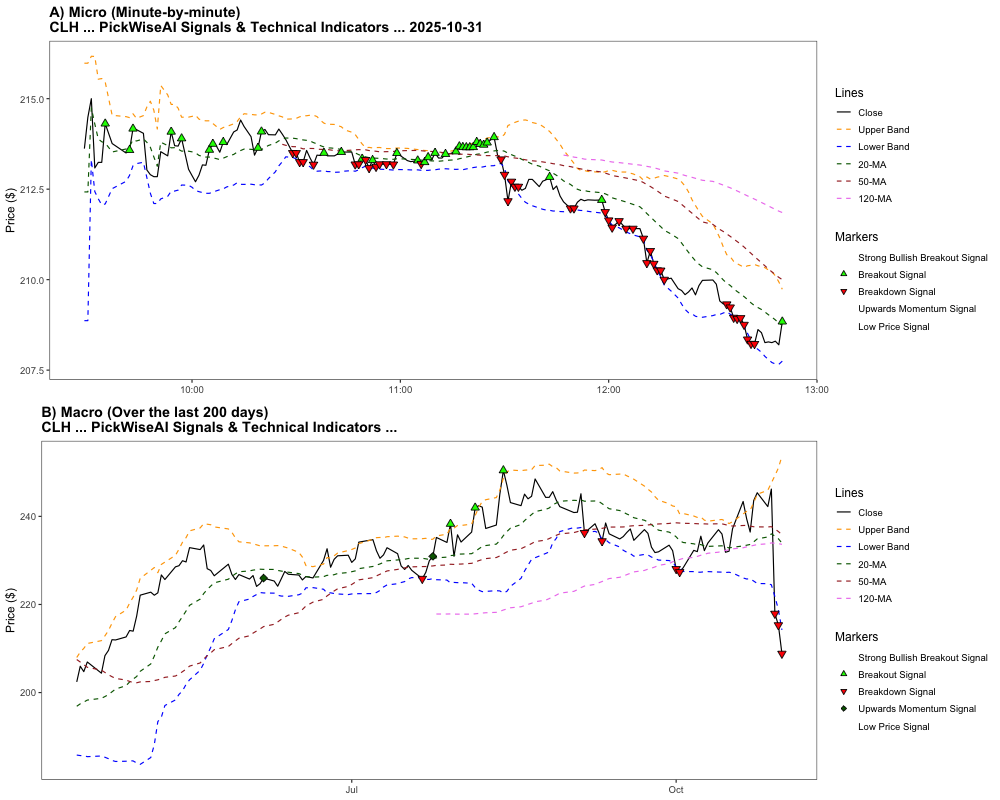 A) Micro (Minute-by-minute)
CLH ... PickWiseAI Signals & Technical Indicators ... 2025-10-31
Price ($)
215.0
212.5
210.0
207.5
10:00
11:00
12:00
13:00
Lines
Close
Upper Band
Lower Band
20-MA
50-MA
120-MA
Markers
Strong Bullish Breakout Signal
Breakout Signal
Breakdown Signal
Upwards Momentum Signal
Low Price Signal
B) Macro (Over the last 200 days)
CLH ... PickWiseAI Signals & Technical Indicators ...
Price ($)
240
220
200
Jul
Oct
Lines
Close
Upper Band
Lower Band
20-MA
50-MA
120-MA
Markers
Strong Bullish Breakout Signal
Breakout Signal
Breakdown Signal
Upwards Momentum Signal
Low Price Signal